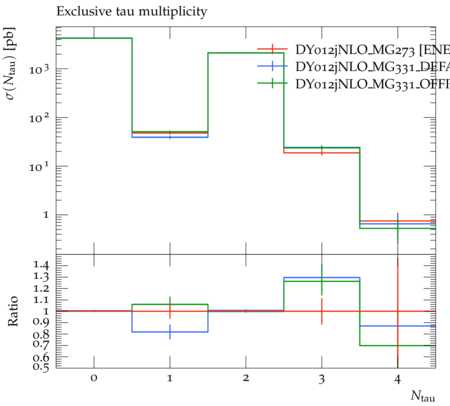 Exclusive tau multiplicity
σ(Ntau) [pb]
DY012jNLO_MG273 [ENE
DY012jNLO_MG331_DEFA
DY012jNLO_MG331_OFFI
10^3
10^2
10^1
1
Ratio
1.4
1.3
1.2
1.1
1
0.9
0.8
0.7
0.6
0.5
0 1 2 3 4
Ntau